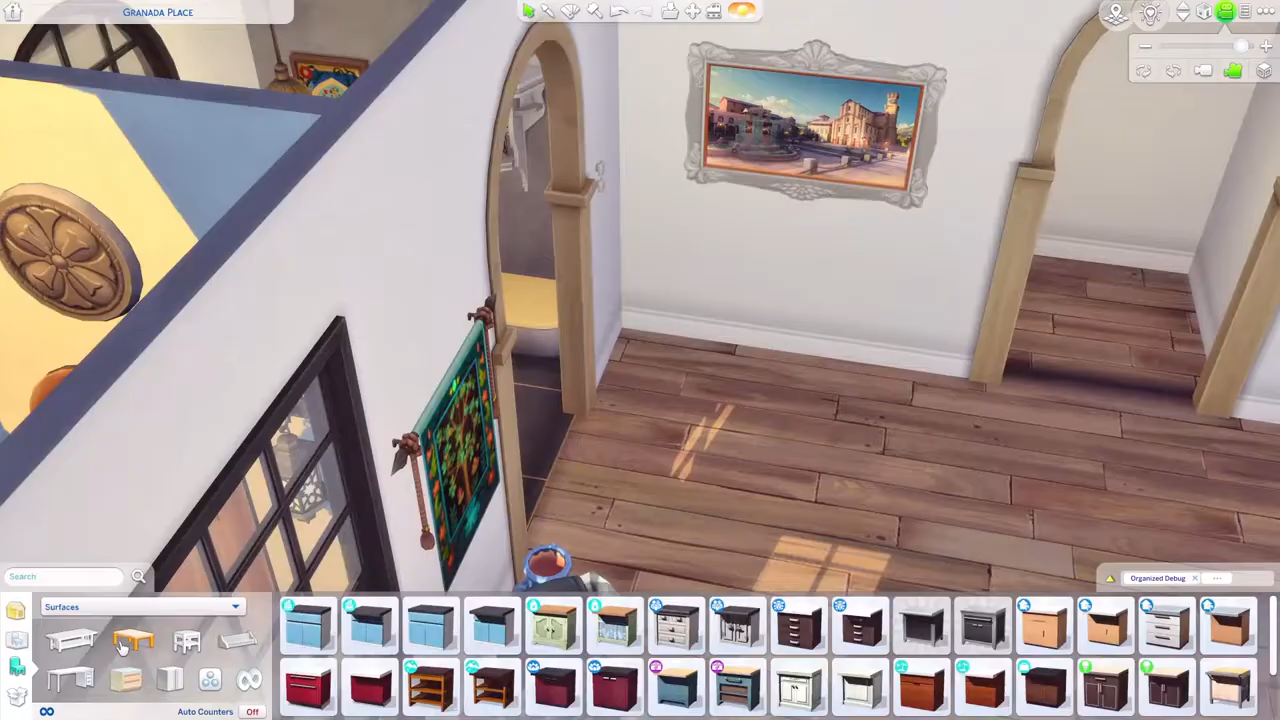 GRANADA PLACE
Search
Surfaces
Organized Debug
Auto Counters Off